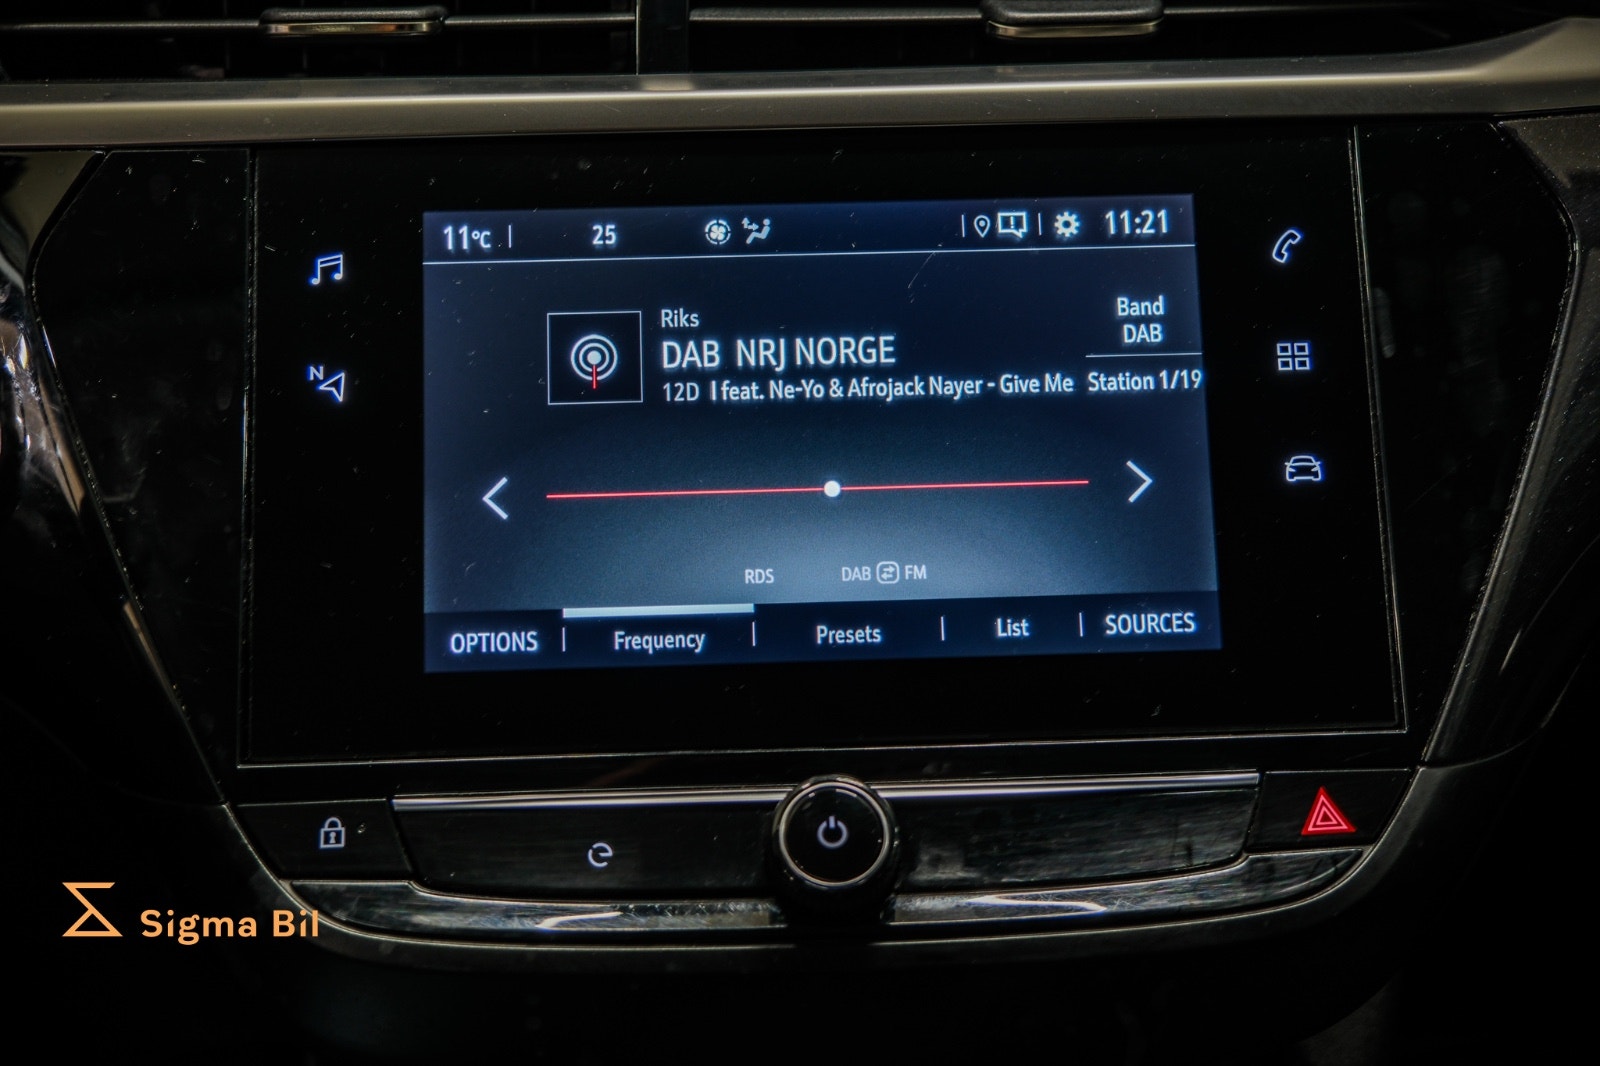 11°C 25 11:21
Riks
DAB NRJ NORGE
12D l feat. Ne-Yo & Afrojack Nayer - Give Me
Band
DAB
Station 1/19
N
RDS DAB FM
OPTIONS Frequency Presets List SOURCES
Sigma Bil